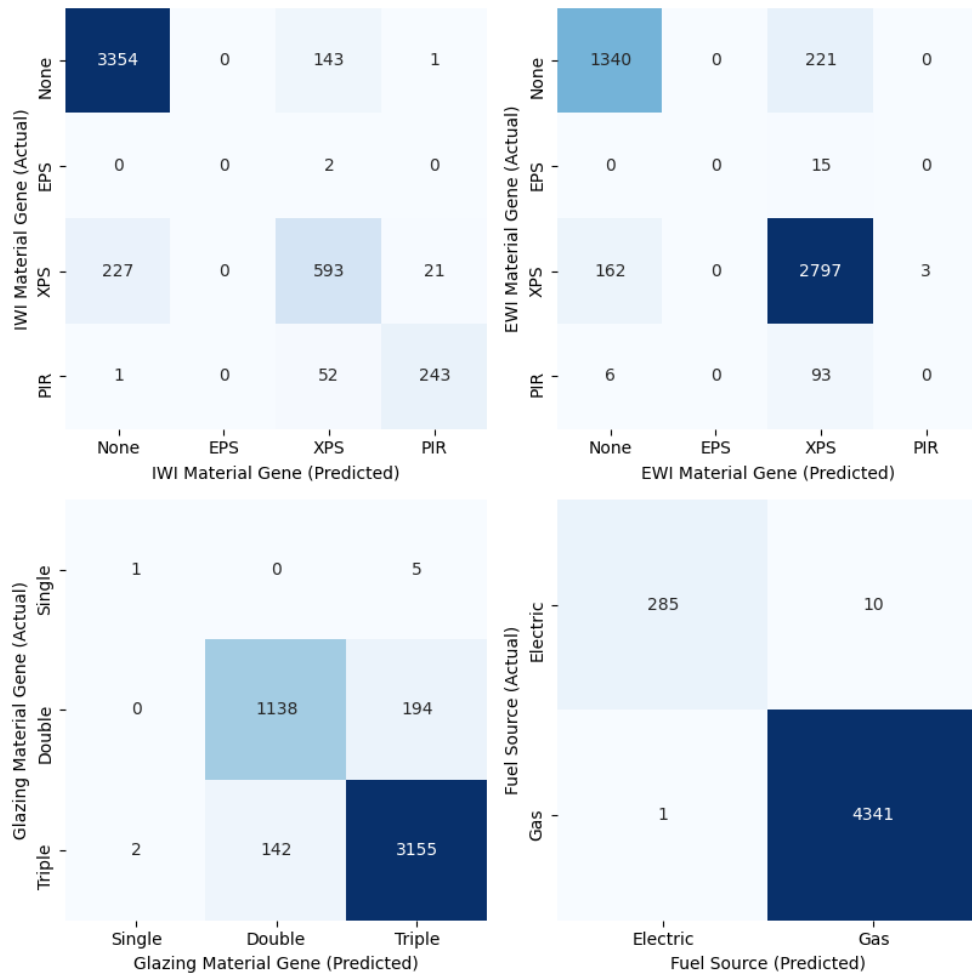 IWI Material Gene (Actual)
None
3354 0 143 1
EPS
0 0 2 0
XPS
227 0 593 21
PIR
1 0 52 243
None EPS XPS PIR
IWI Material Gene (Predicted)
EWI Material Gene (Actual)
None
1340 0 221 0
EPS
0 0 15 0
XPS
162 0 2797 3
PIR
6 0 93 0
None EPS XPS PIR
EWI Material Gene (Predicted)
Glazing Material Gene (Actual)
Single
1 0 5
Double
0 1138 194
Triple
2 142 3155
Single Double Triple
Glazing Material Gene (Predicted)
Fuel Source (Actual)
Electric
285 10
Gas
1 4341
Electric Gas
Fuel Source (Predicted)